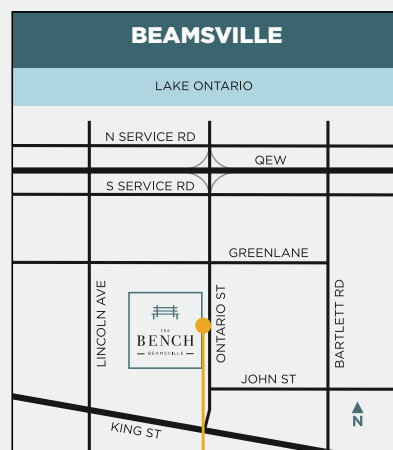 BEAMSVILLE
LAKE ONTARIO
N SERVICE RD
QEW
S SERVICE RD
GREENLANE
LINCOLN AVE
the
BENCH
BEAMSVILLE
ONTARIO ST
BARTLETT RD
JOHN ST
KING ST
N